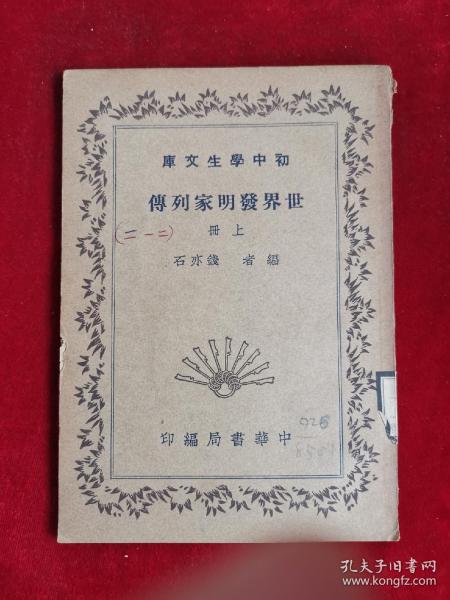 初中學生文庫
世界發明家列傳
上冊
(二一二)
編者 錢亦石
中華書局編印
026
8501
孔夫子旧书网
www.kongfz.com